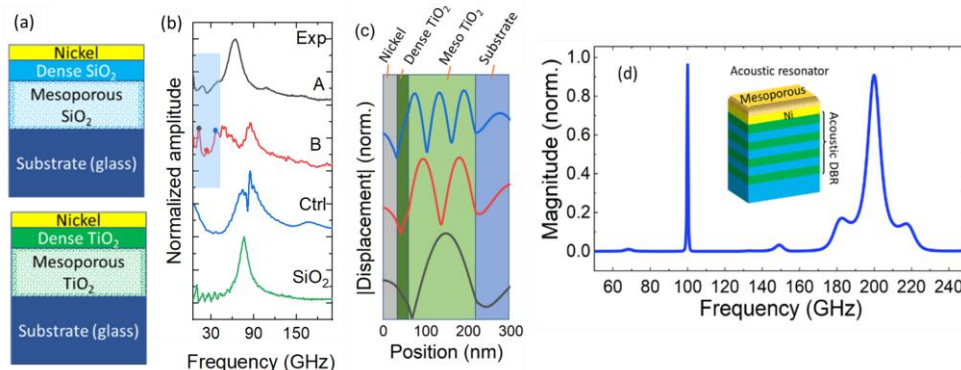 (a)
Nickel
Dense SiO₂
Mesoporous
SiO₂
Substrate (glass)
Nickel
Dense TiO₂
Mesoporous
TiO₂
Substrate (glass)
(b)
Normalized amplitude
Exp
A
B
Ctrl
SiO₂
30 90 150
Frequency (GHz)
(c)
Nickel
Dense TiO₂
Meso TiO₂
Substrate
|Displacement| (norm.)
0 100 200 300
Position (nm)
(d)
Magnitude (norm.)
1.0
0.8
0.6
0.4
0.2
0.0
Acoustic resonator
Mesoporous
Ni
Acoustic DBR
60 80 100 120 140 160 180 200 220 240
Frequency (GHz)